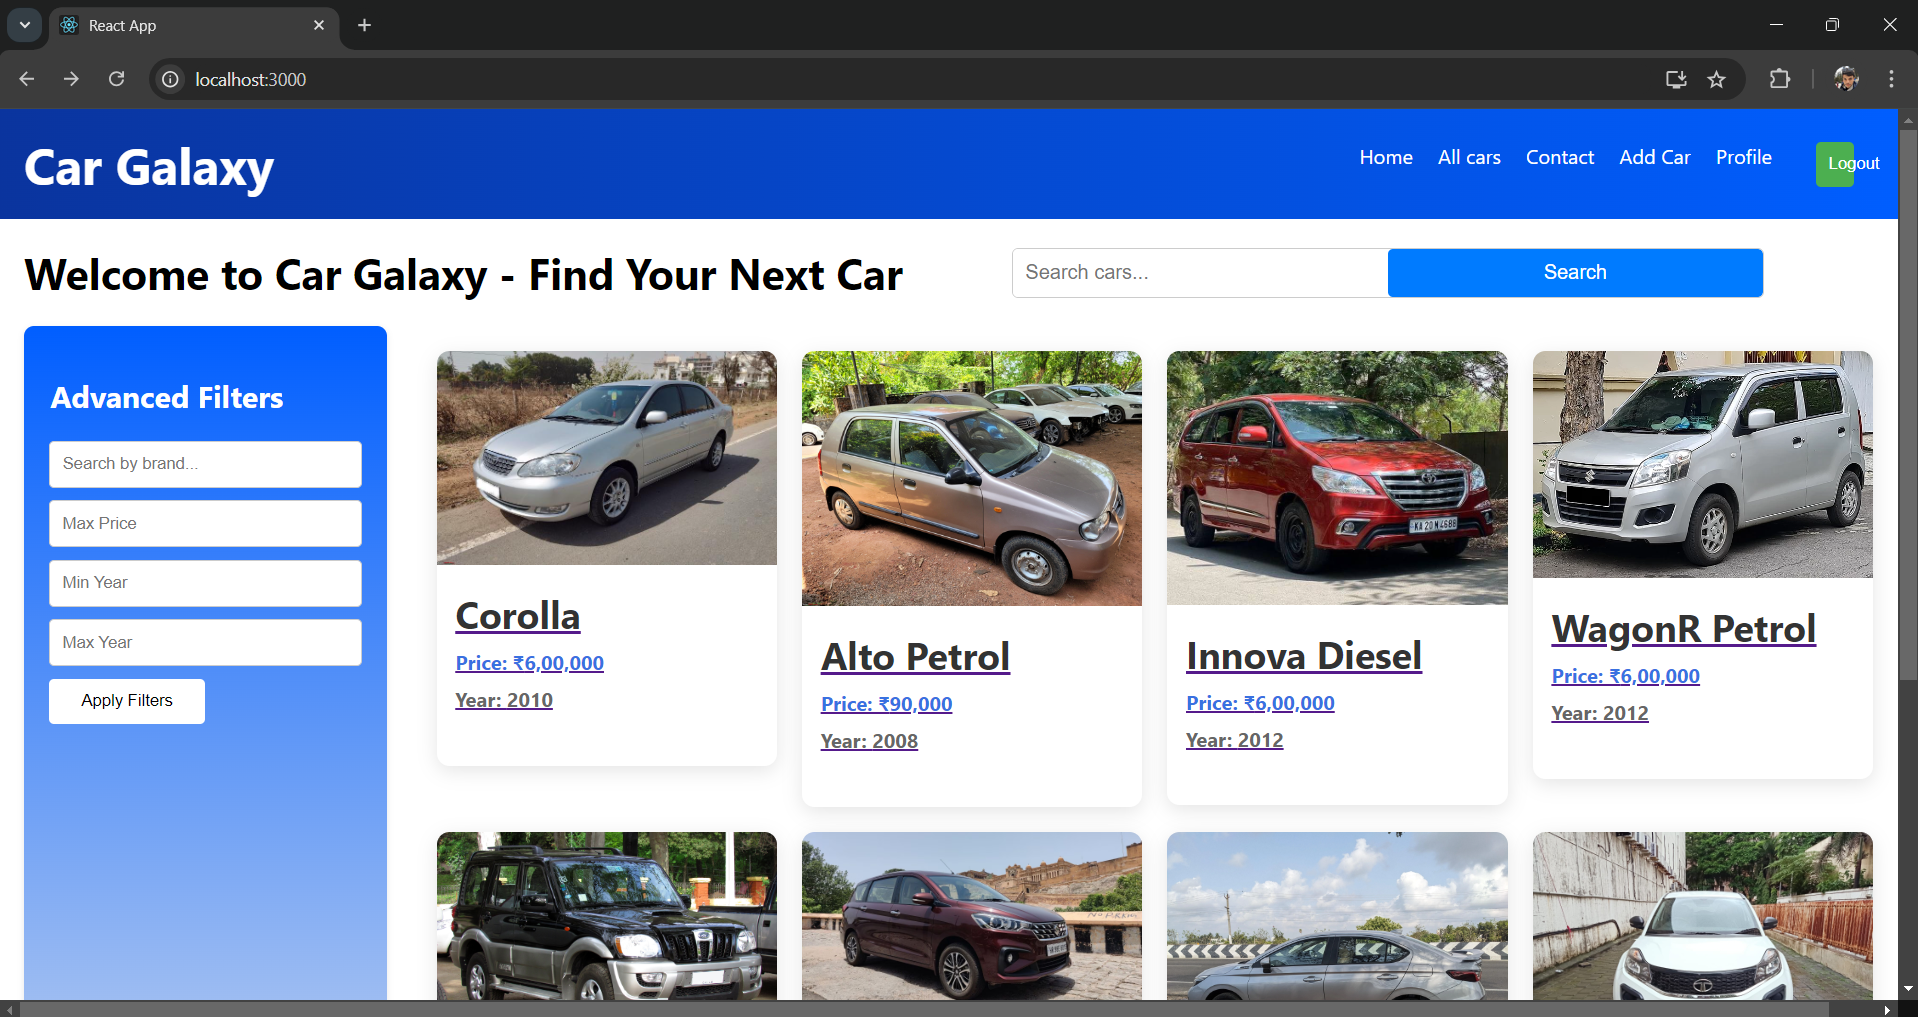 React App
localhost:3000
Car Galaxy
Home All cars Contact Add Car Profile Logout
Welcome to Car Galaxy - Find Your Next Car
Search cars...
Search
Advanced Filters
Search by brand...
Max Price
Min Year
Max Year
Apply Filters
Corolla
Price: ₹6,00,000
Year: 2010
Alto Petrol
Price: ₹90,000
Year: 2008
KA 20 N 4688
Innova Diesel
Price: ₹6,00,000
Year: 2012
WagonR Petrol
Price: ₹6,00,000
Year: 2012